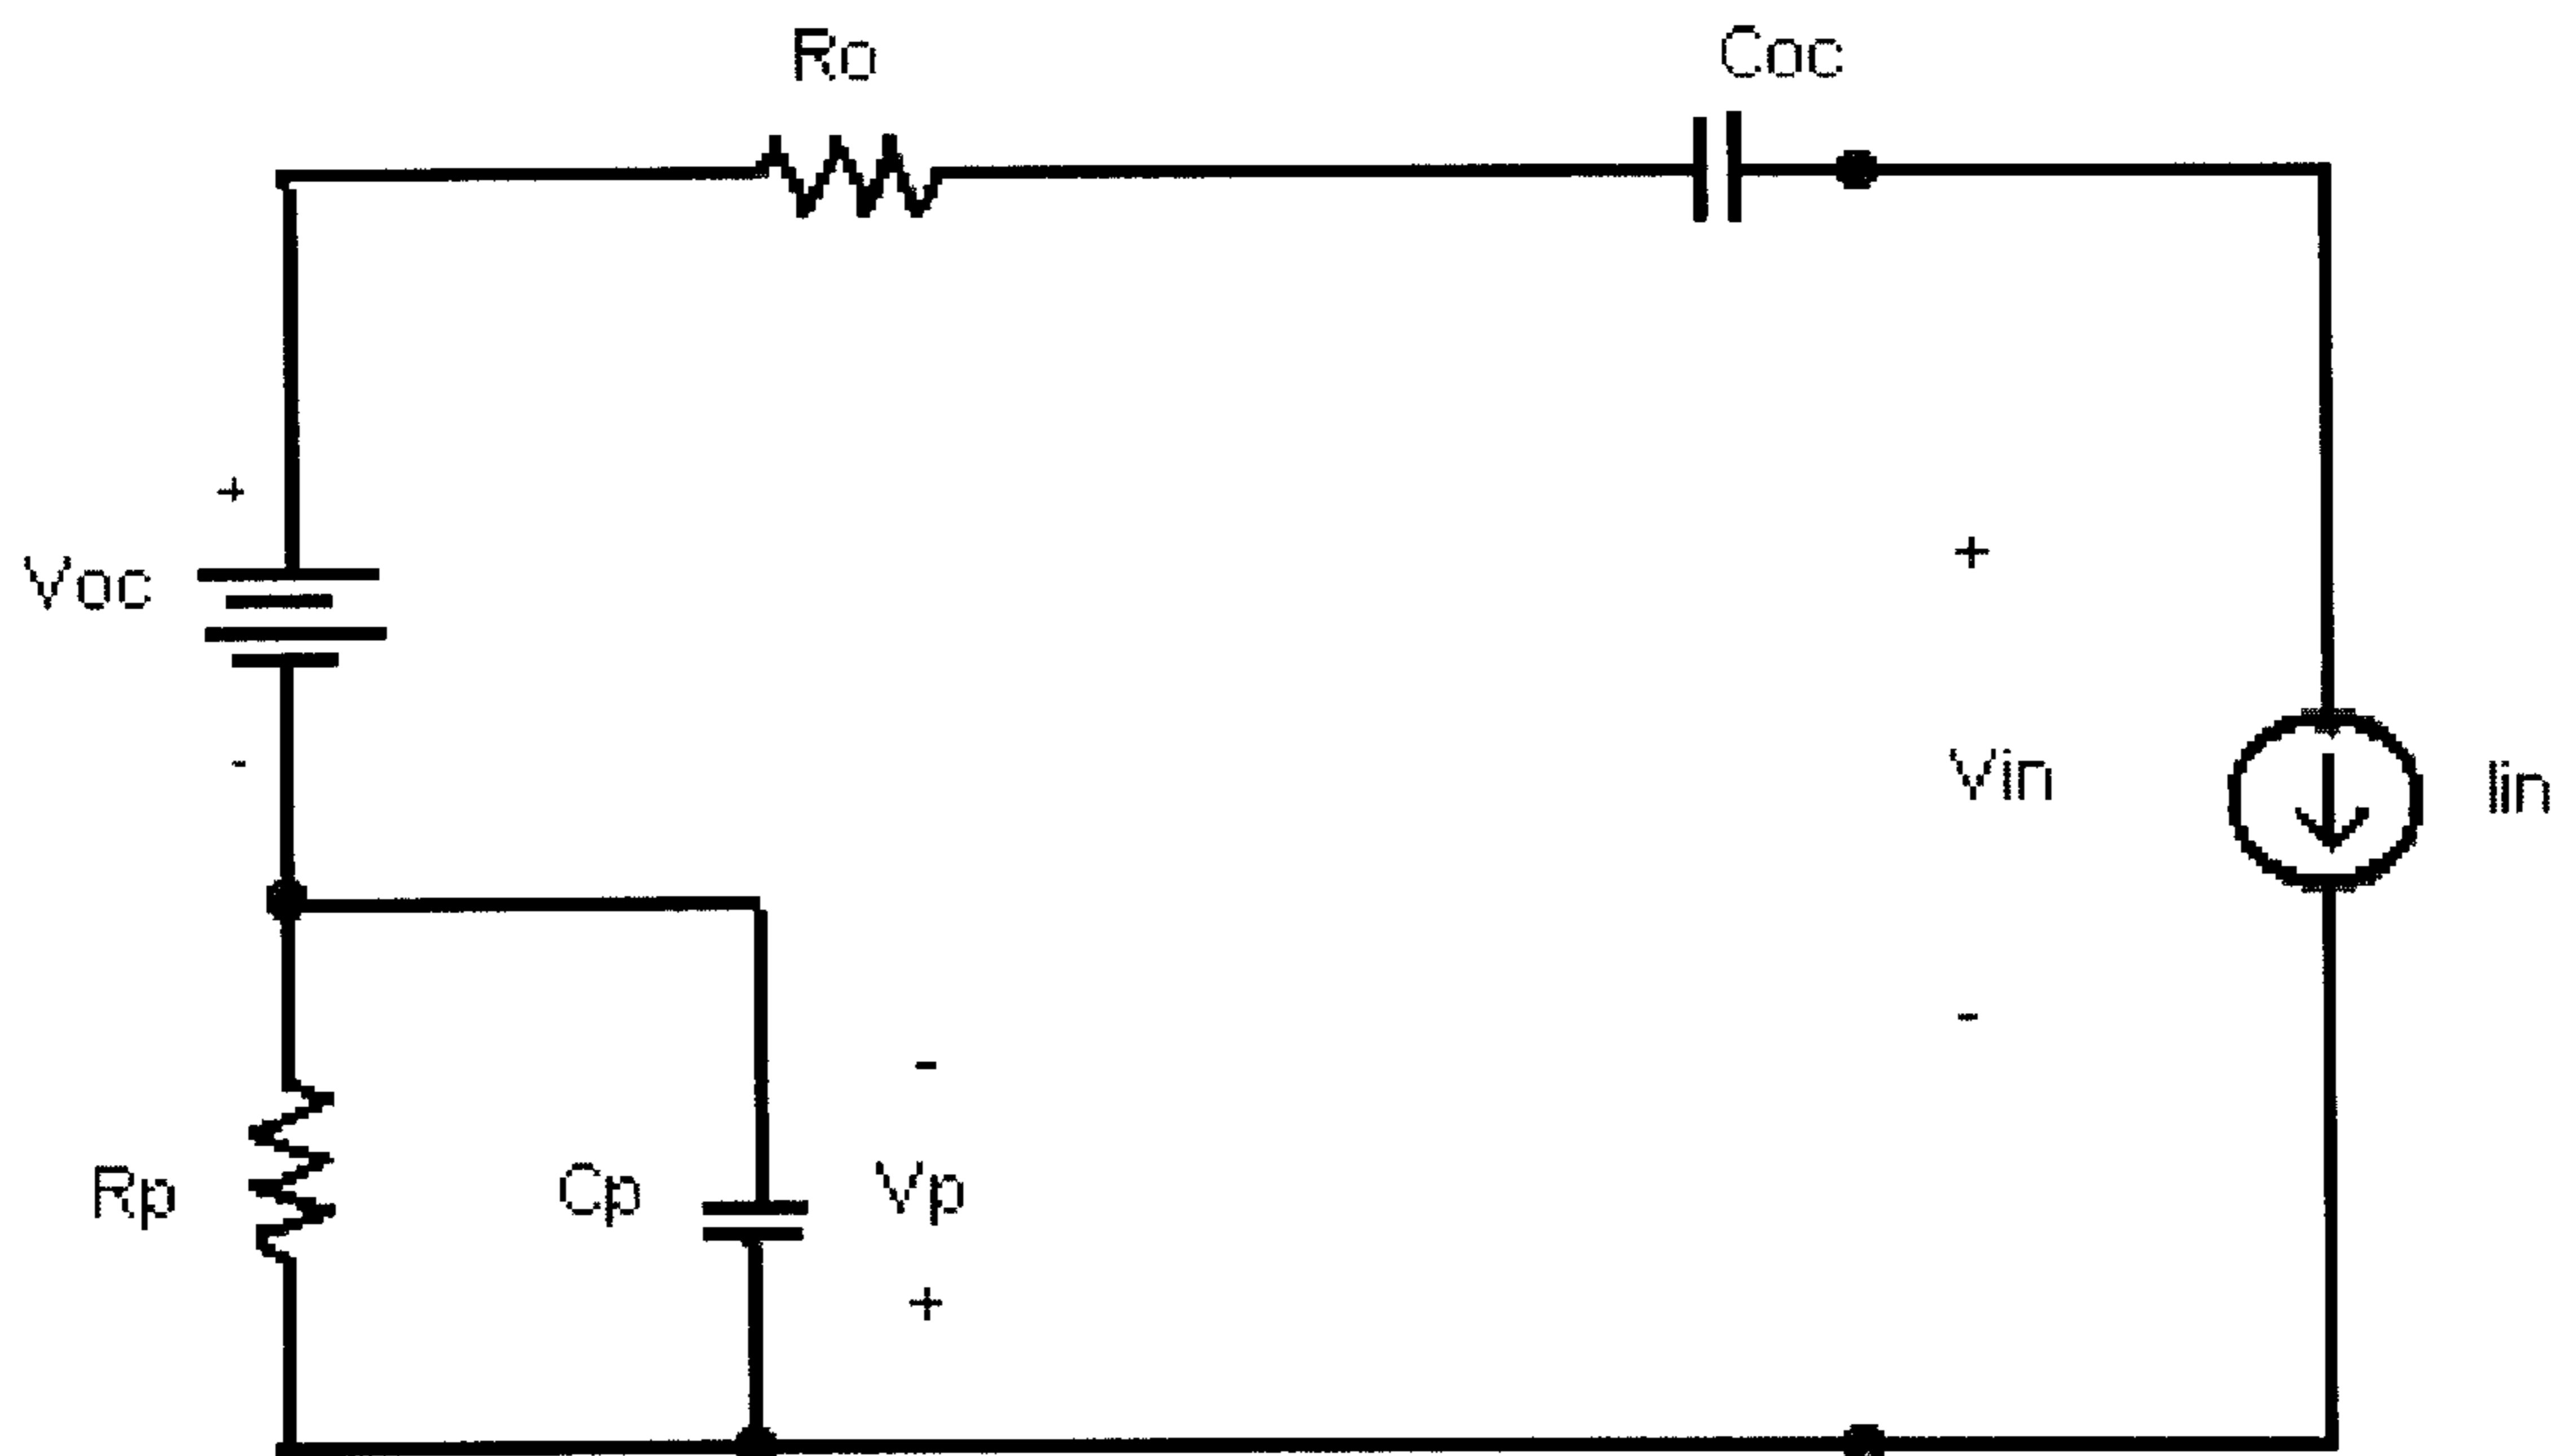 Ro
Coc
+
Voc
-
+
Vin
-
Iin
-
Rp
Cp
Vp
+